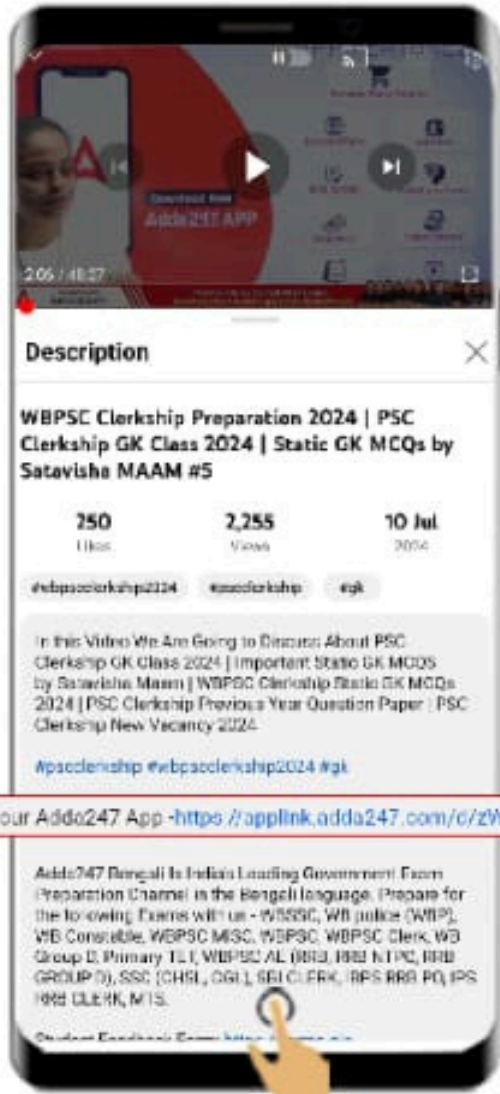 Download Now
Adda247 APP
2:06 / 48:37
Description
WBPSC Clerkship Preparation 2024 | PSC
Clerkship GK Class 2024 | Static GK MCQs by
Satavisha MAAM #5
250 2,255 10 Jul
Likes Views 2024
#wbpscclerkship2024 #pscclerkship #gk
In this Video We Are Going to Discuss About PSC
Clerkship GK Class 2024 | Important Static GK MCQS
by Satavisha Maam | WBPSC Clerkship Static GK MCQs
2024 | PSC Clerkship Previous Year Question Paper | PSC
Clerkship New Vacancy 2024
#pscclerkship #wbpscclerkship2024 #gk
our Adda247 App -https://applink.adda247.com/d/zW
Adda247 Bengali Is India's Leading Government Exam
Preparation Channel in the Bengali language. Prepare for
the following Exams with us - WBSSC, WB police (WBP),
WB Constable, WBPSC MISC, WBPSC, WBPSC Clerk, WB
Group D, Primary TET, WBPSC AE (RRB, RRB NTPC, RRB
GROUP D), SSC (CHSL, CGL), SBI CLERK, IBPS RRB PO, IPS
RRB CLERK, MTS.
Student Feedback Form: